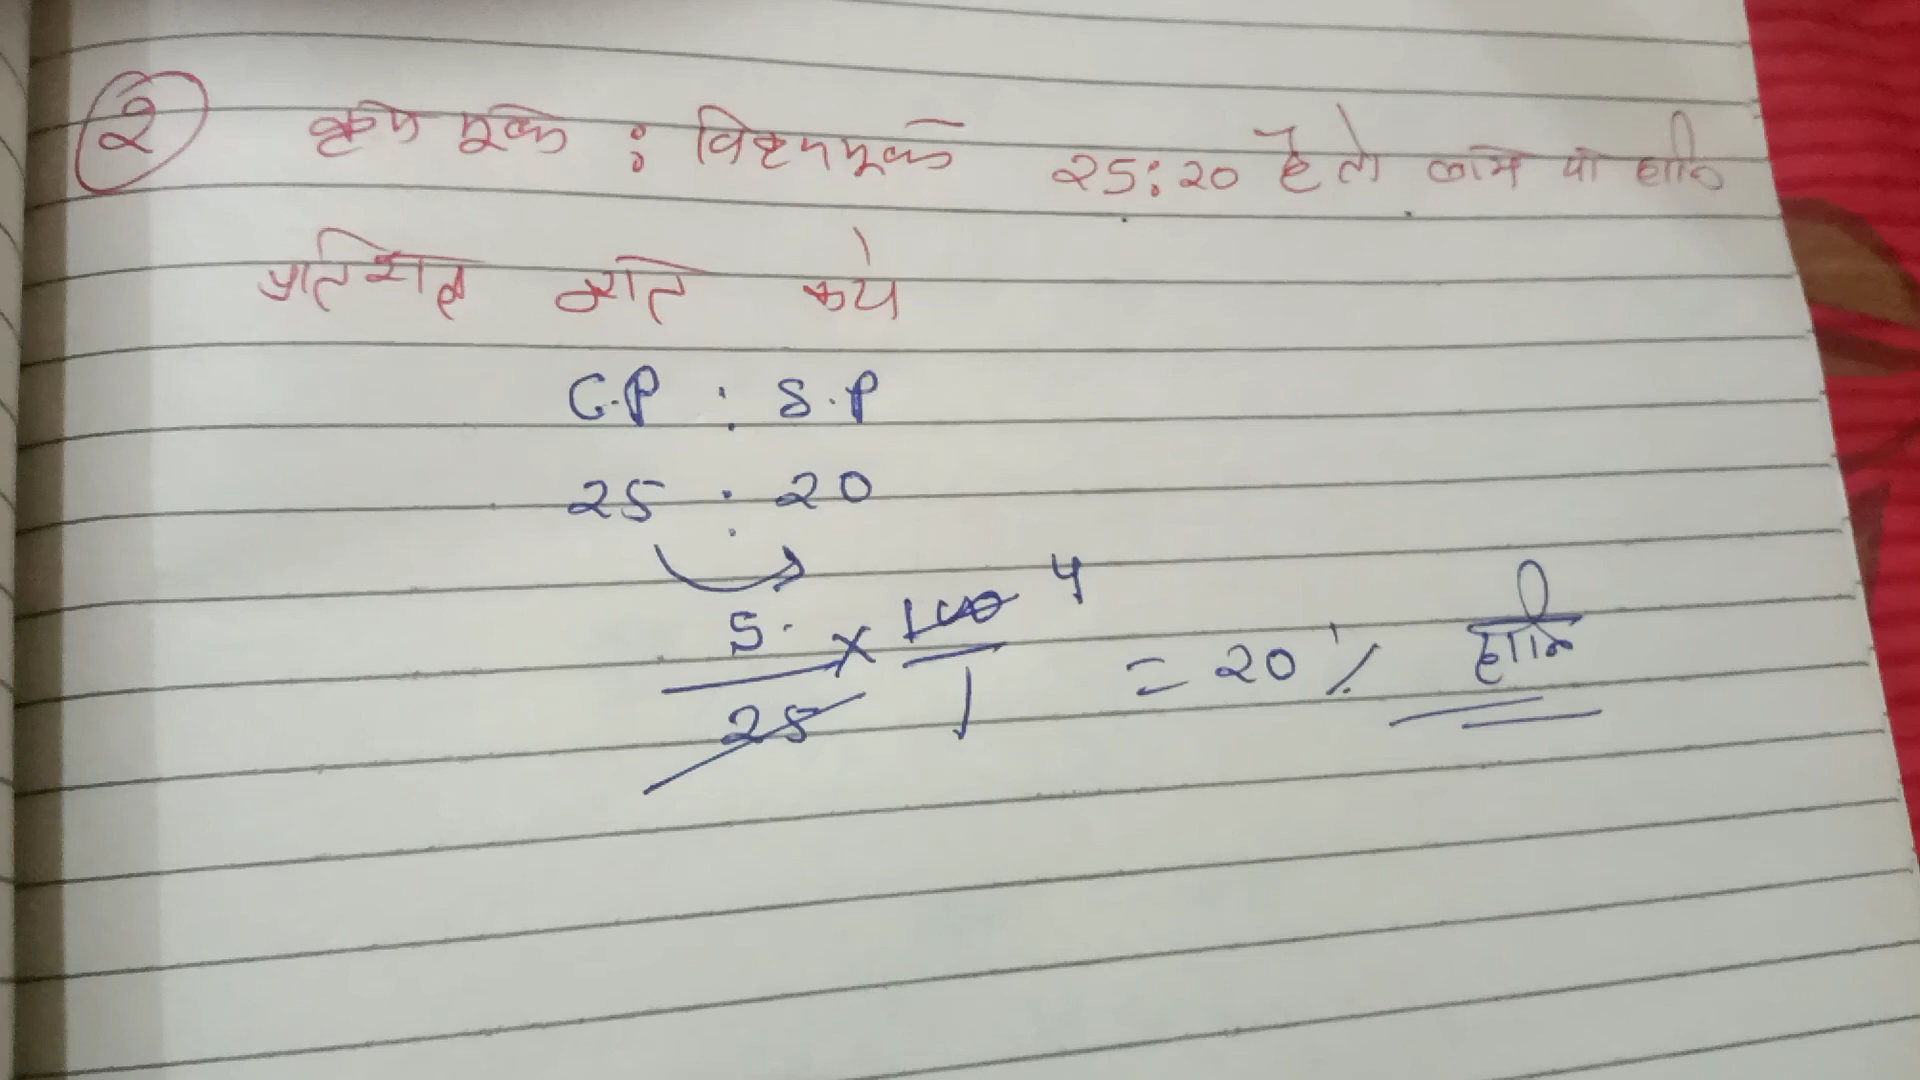 ② क्रय मूल्य : विक्रय मूल्य 25:20 है तो लाभ या हानि
प्रतिशत ज्ञात करो
C.P : S.P
25 : 20
5 × 100 4
25 1 = 20% हानि